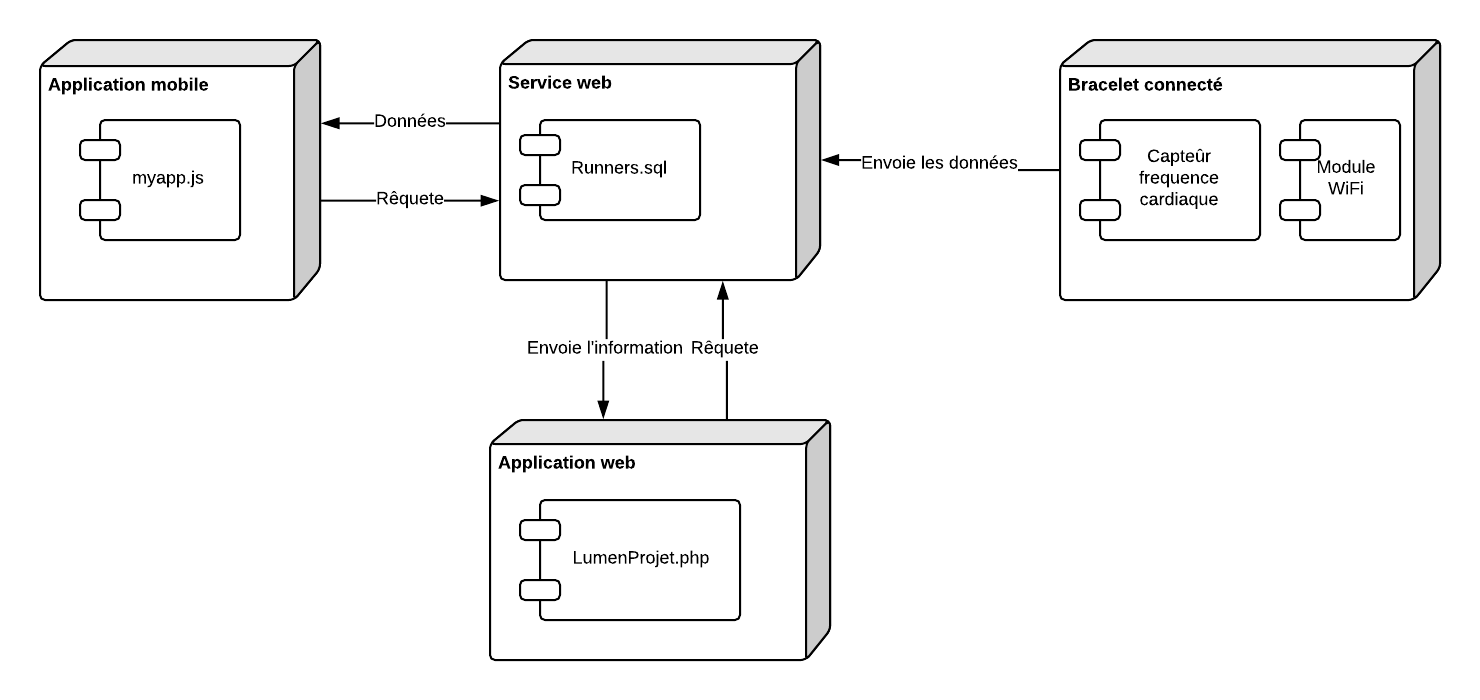 Application mobile
myapp.js
Données
Rêquete
Service web
Runners.sql
Envoie les données
Bracelet connecté
Capteûr
frequence
cardiaque
Module
WiFi
Envoie l'information
Rêquete
Application web
LumenProjet.php